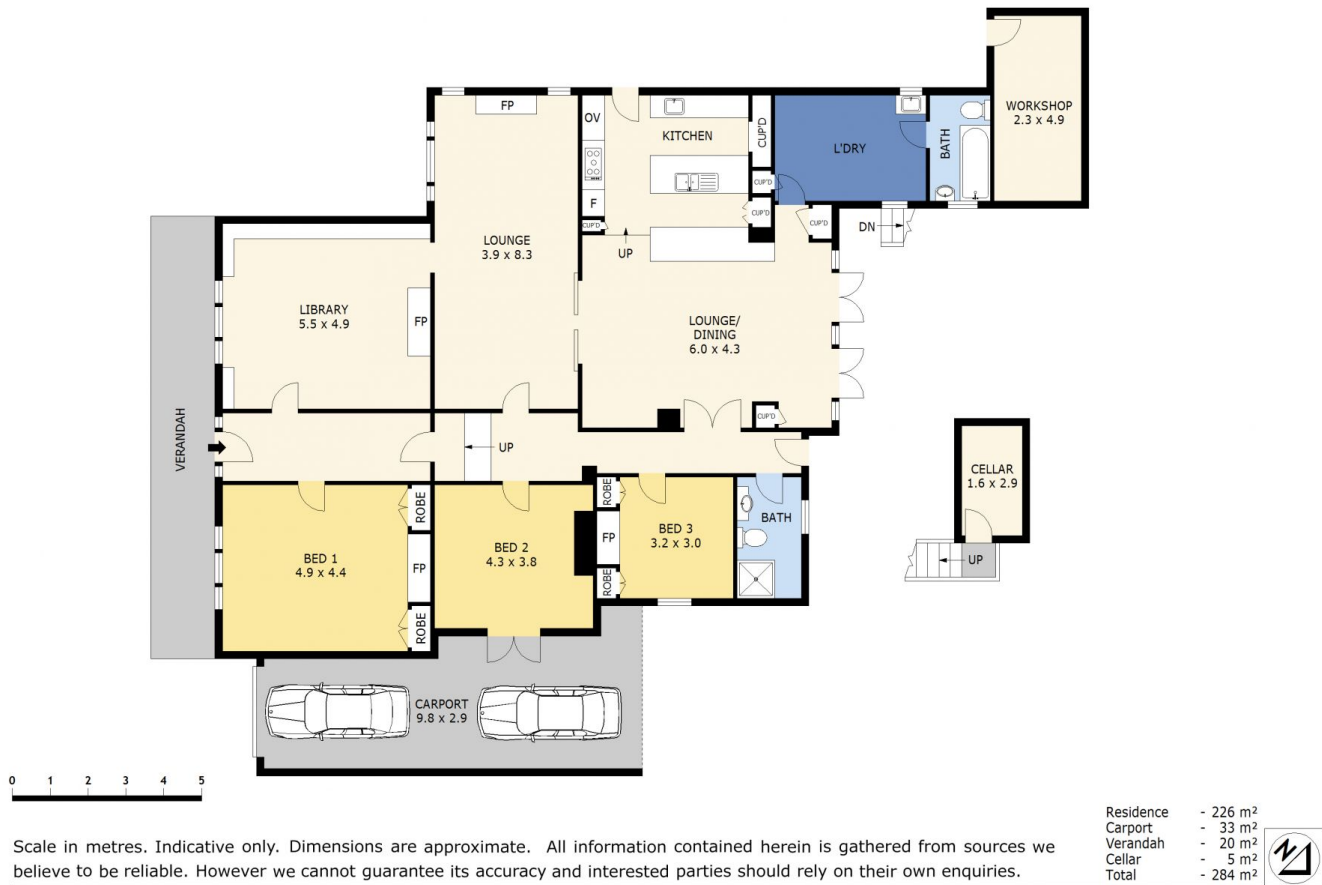 WORKSHOP
2.3 x 4.9
FP
OV
KITCHEN
CUP'D
L'DRY
BATH
CUP'D
F
CUP'D
CUP'D
CUP'D
DN
UP
LOUNGE
3.9 x 8.3
LIBRARY
5.5 x 4.9
FP
LOUNGE/
DINING
6.0 x 4.3
VERANDAH
CUP'D
UP
CELLAR
1.6 x 2.9
UP
ROBE
BED 1
4.9 x 4.4
FP
ROBE
BED 2
4.3 x 3.8
ROBE
FP
ROBE
BED 3
3.2 x 3.0
BATH
CARPORT
9.8 x 2.9
0 1 2 3 4 5
Scale in metres. Indicative only. Dimensions are approximate. All information contained herein is gathered from sources we
believe to be reliable. However we cannot guarantee its accuracy and interested parties should rely on their own enquiries.
Residence - 226 m²
Carport - 33 m²
Verandah - 20 m²
Cellar - 5 m²
Total - 284 m²
N